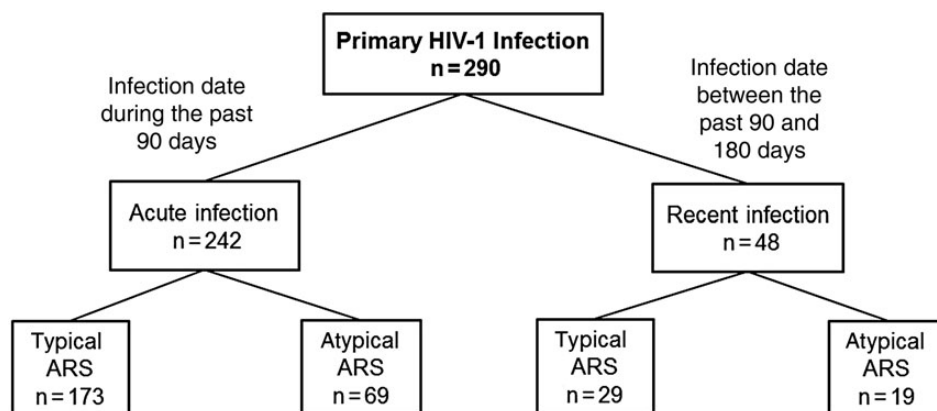 Primary HIV-1 Infection
n=290
Infection date
during the past
90 days
Infection date
between the
past 90 and
180 days
Acute infection
n=242
Recent infection
n=48
Typical
ARS
n=173
Atypical
ARS
n=69
Typical
ARS
n=29
Atypical
ARS
n=19